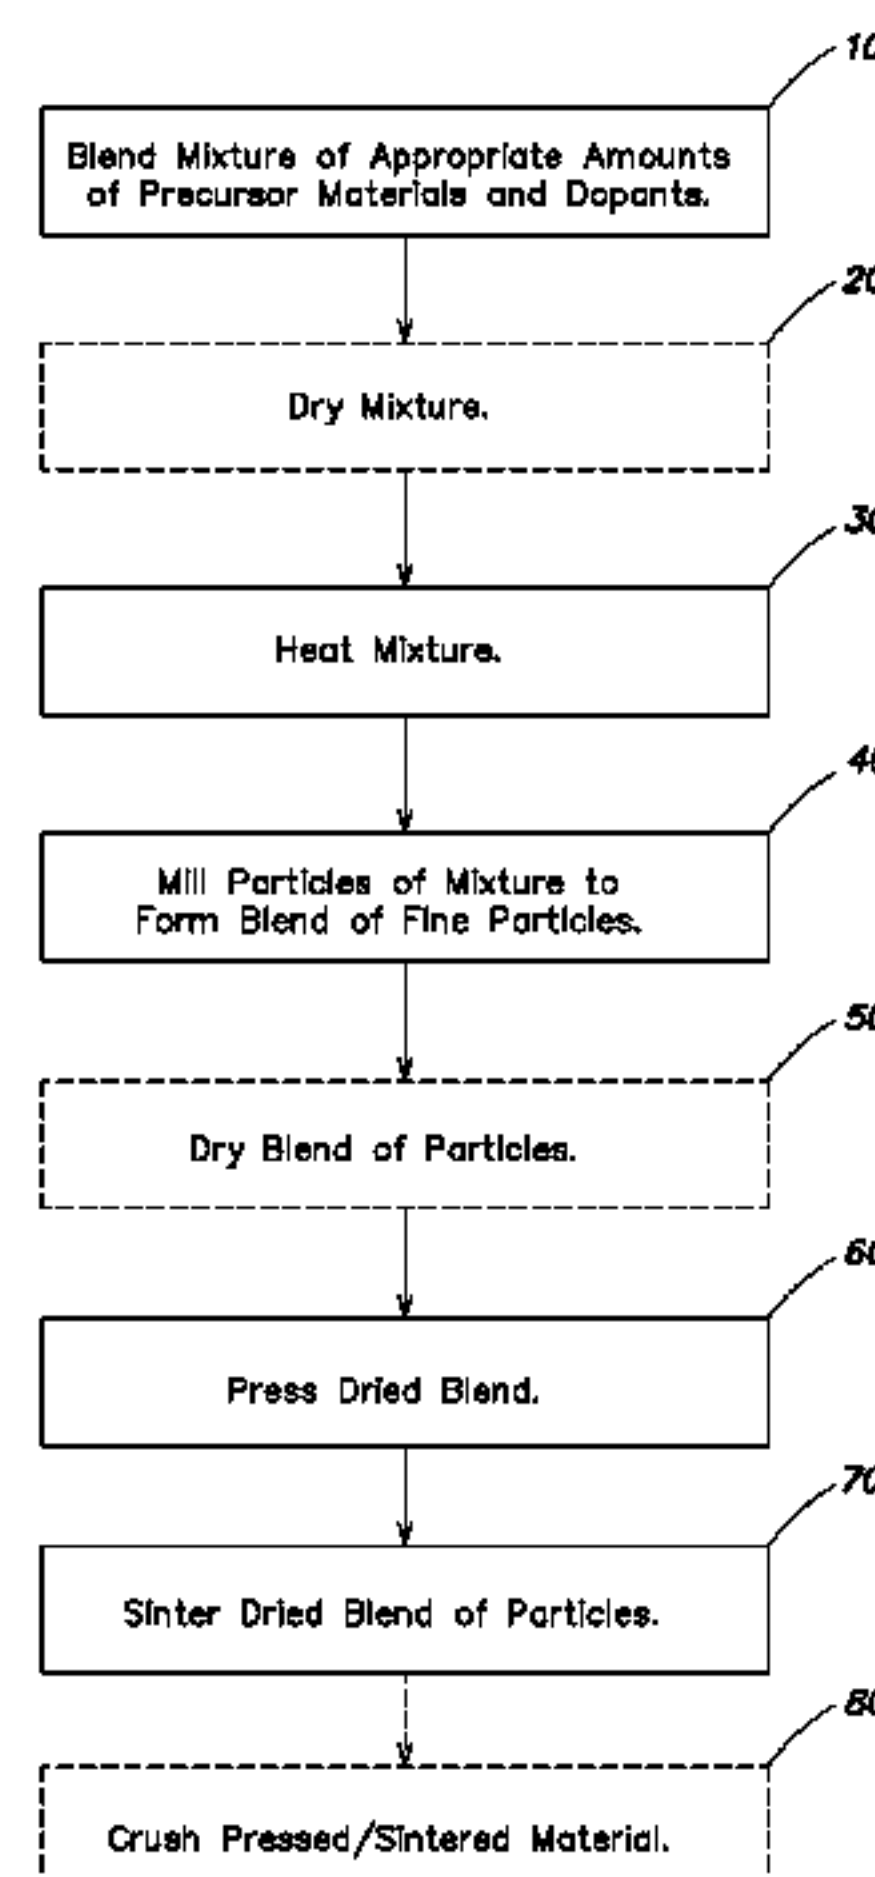 10
Blend Mixture of Appropriate Amounts
of Precursor Materials and Dopants.
20
Dry Mixture.
30
Heat Mixture.
40
Mill Particles of Mixture to
Form Blend of Fine Particles.
50
Dry Blend of Particles.
60
Press Dried Blend.
70
Sinter Dried Blend of Particles.
80
Crush Pressed/Sintered Material.